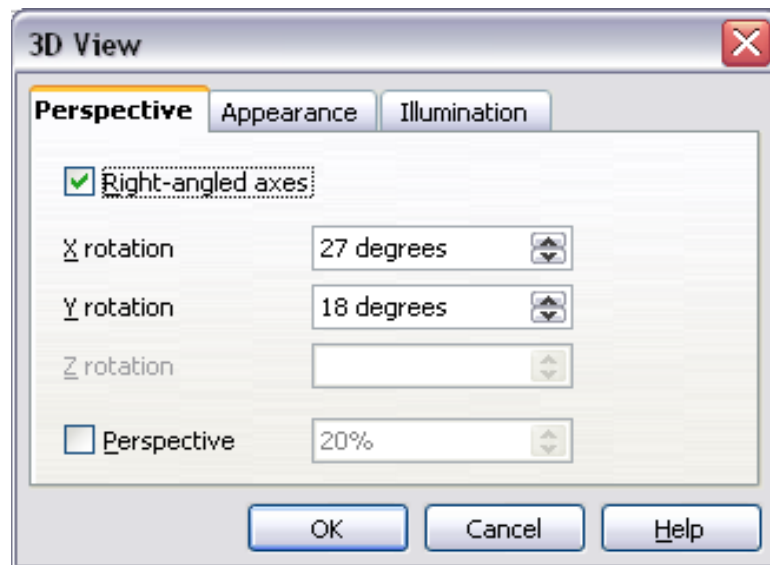 3D View
Perspective Appearance Illumination
Right-angled axes
X rotation 27 degrees
Y rotation 18 degrees
Z rotation
Perspective 20%
OK Cancel Help